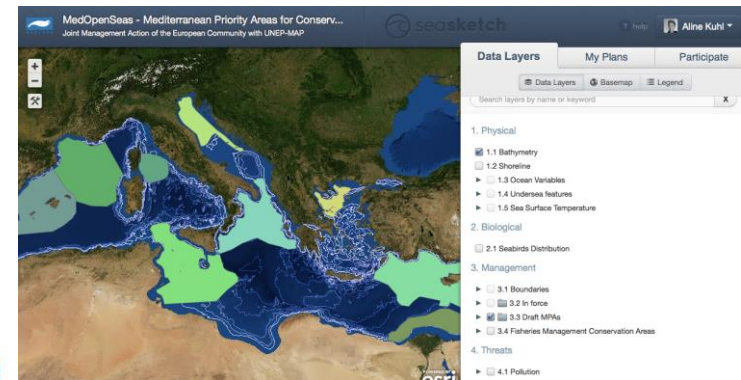 MedOpenSeas - Mediterranean Priority Areas for Conserv...
Joint Management Action of the European Community with UNEP-MAP
seasketch
? help
Aline Kuhl
Data Layers
My Plans
Participate
Data Layers
Basemap
Legend
Search layers by name or keyword
X
+
−
1. Physical
1.1 Bathymetry
1.2 Shoreline
1.3 Ocean Variables
1.4 Undersea features
1.5 Sea Surface Temperature
2. Biological
2.1 Seabirds Distribution
3. Management
3.1 Boundaries
3.2 In force
3.3 Draft MPAs
3.4 Fisheries Management Conservation Areas
4. Threats
4.1 Pollution
POWERED BY
esri